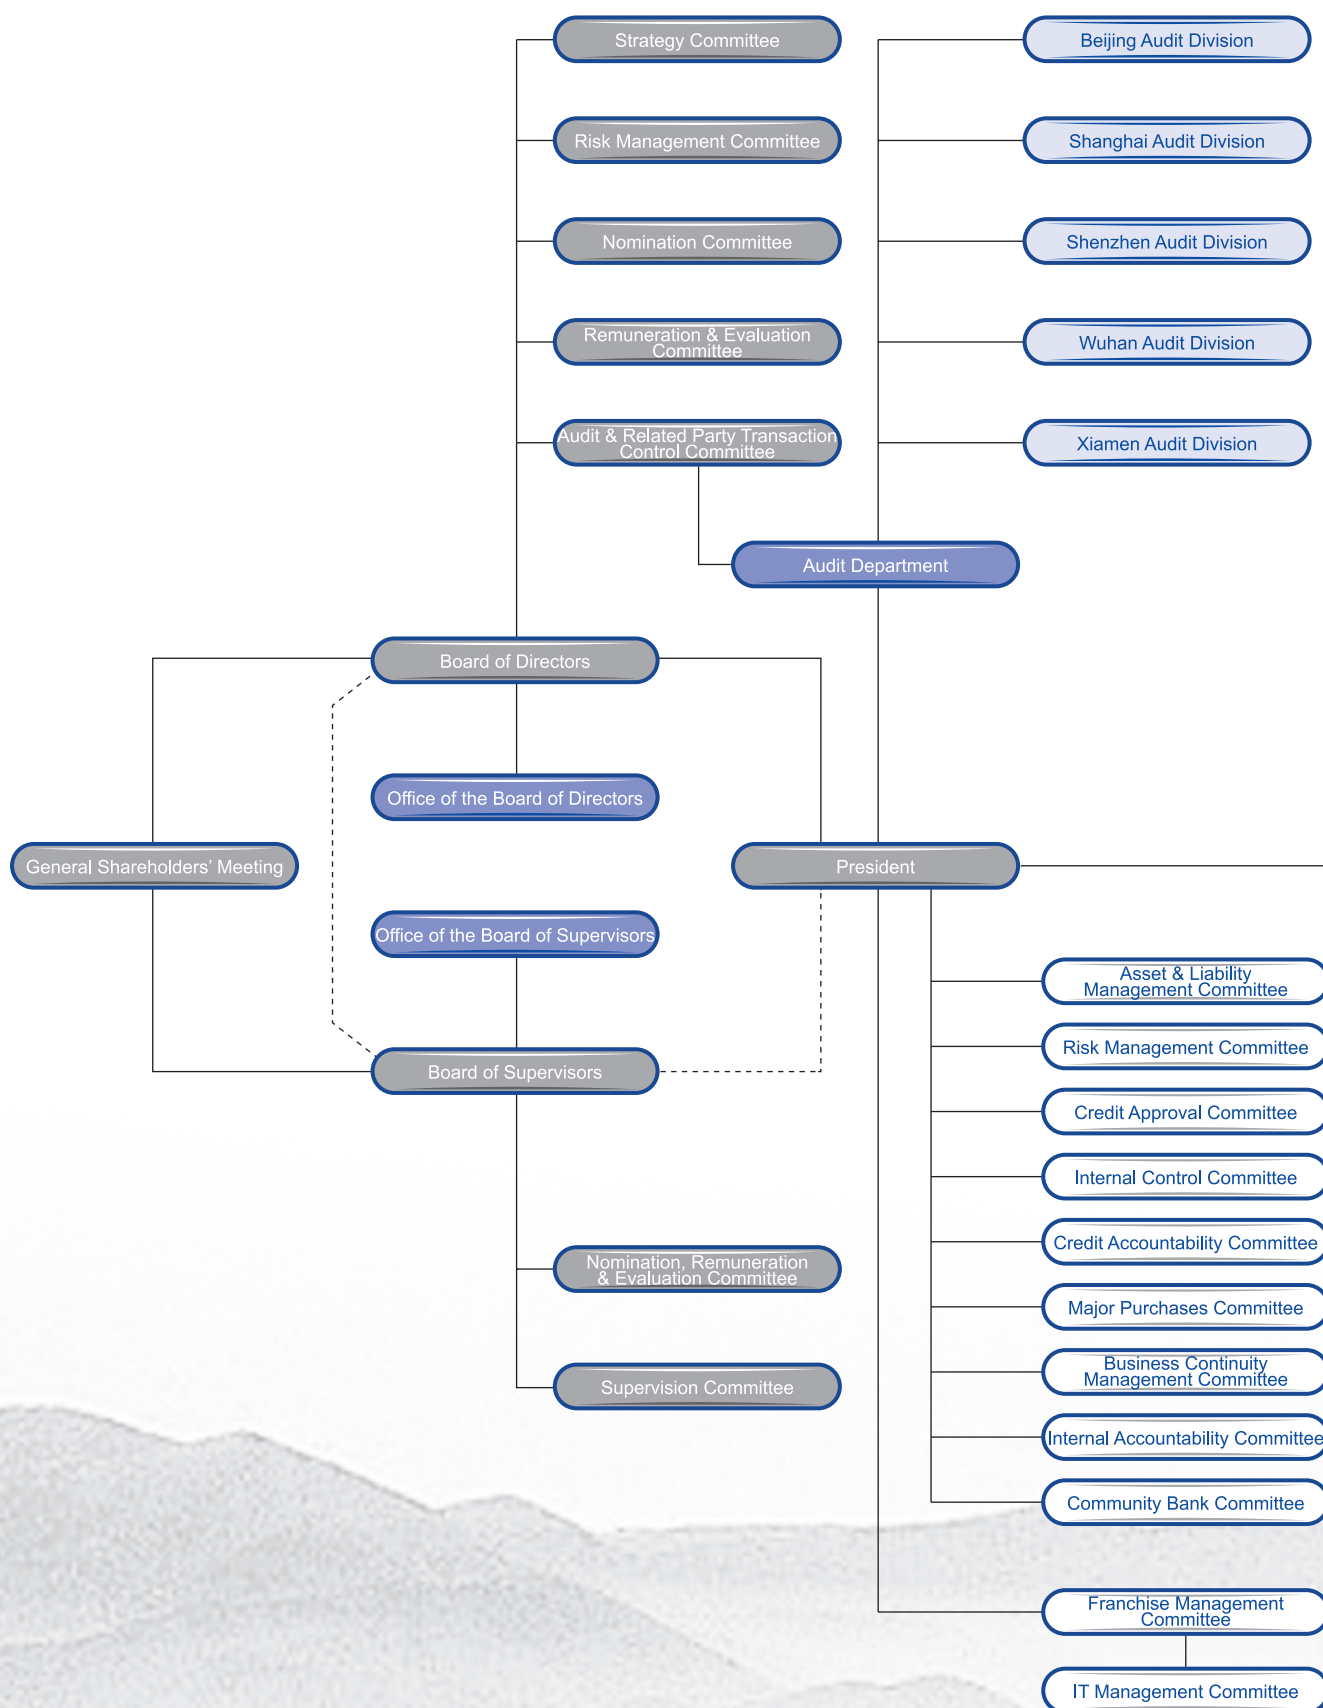 Strategy Committee
Beijing Audit Division
Risk Management Committee
Shanghai Audit Division
Nomination Committee
Shenzhen Audit Division
Remuneration & Evaluation
Committee
Wuhan Audit Division
Audit & Related Party Transaction
Control Committee
Xiamen Audit Division
Audit Department
Board of Directors
Office of the Board of Directors
General Shareholders’ Meeting
President
Office of the Board of Supervisors
Asset & Liability
Management Committee
Risk Management Committee
Board of Supervisors
Credit Approval Committee
Internal Control Committee
Credit Accountability Committee
Nomination, Remuneration
& Evaluation Committee
Major Purchases Committee
Business Continuity
Management Committee
Supervision Committee
Internal Accountability Committee
Community Bank Committee
Franchise Management
Committee
IT Management Committee